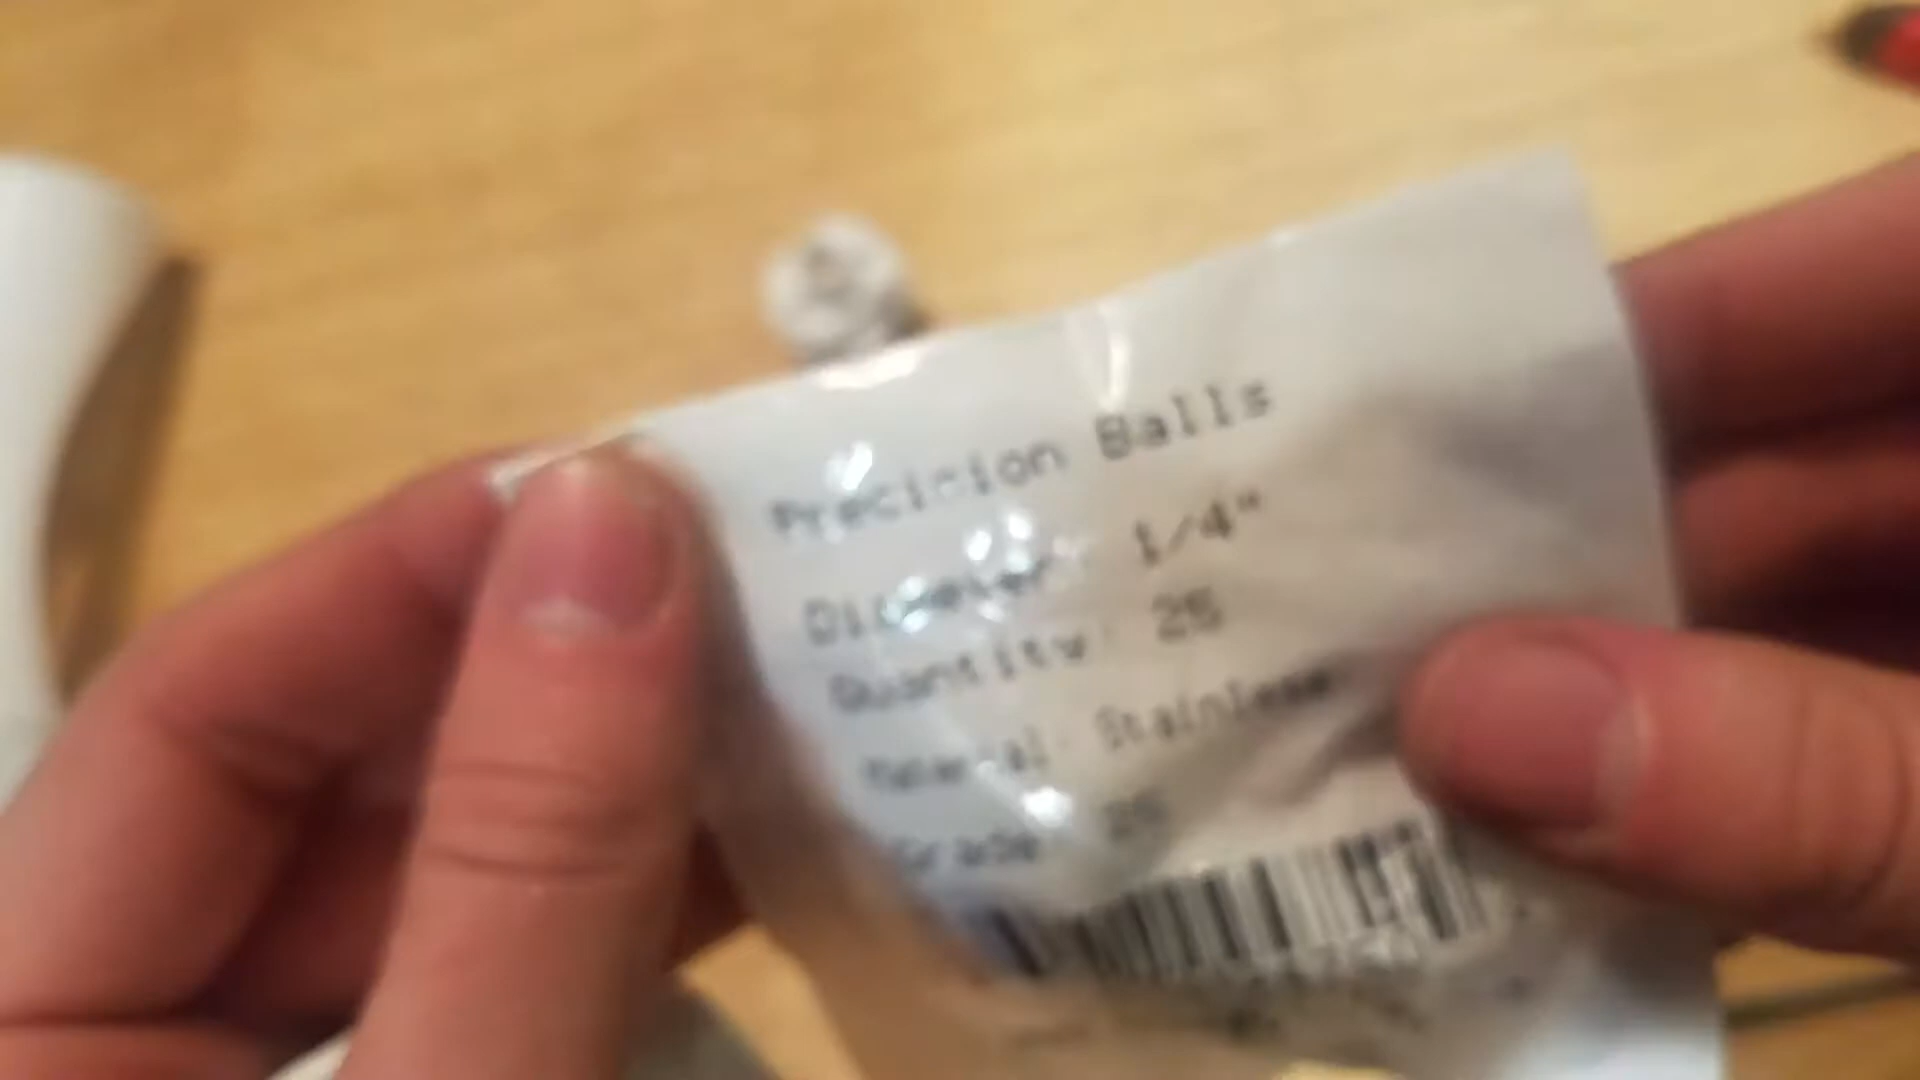 Precision Balls
Diameter: 1/4"
Quantity: 25
Material: Stainless
Grade: 25